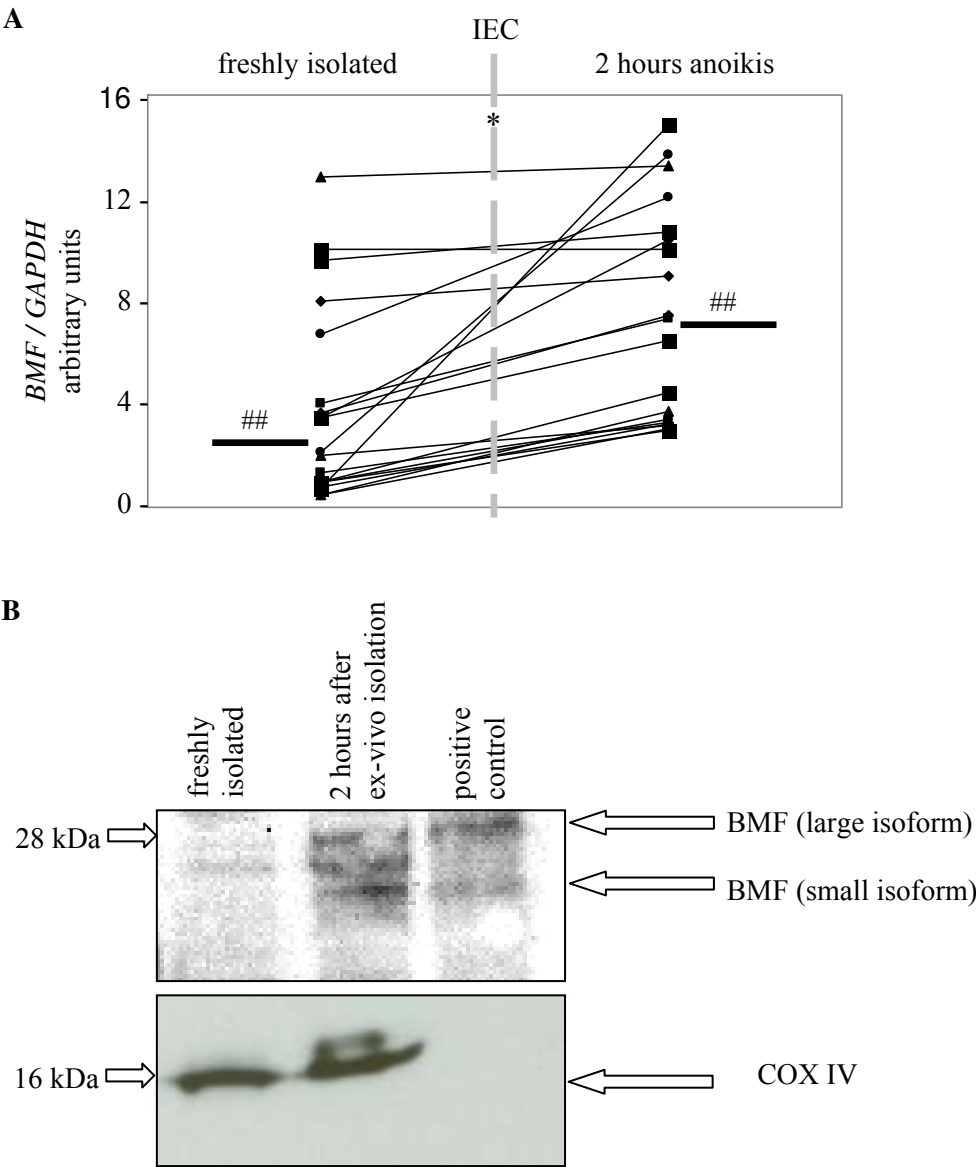 A
IEC
freshly isolated
2 hours anoikis
*
16
12
8
4
0
BMF / GAPDH
arbitrary units
##
##
B
freshly
isolated
2 hours after
ex-vivo isolation
positive
control
28 kDa
BMF (large isoform)
BMF (small isoform)
16 kDa
COX IV